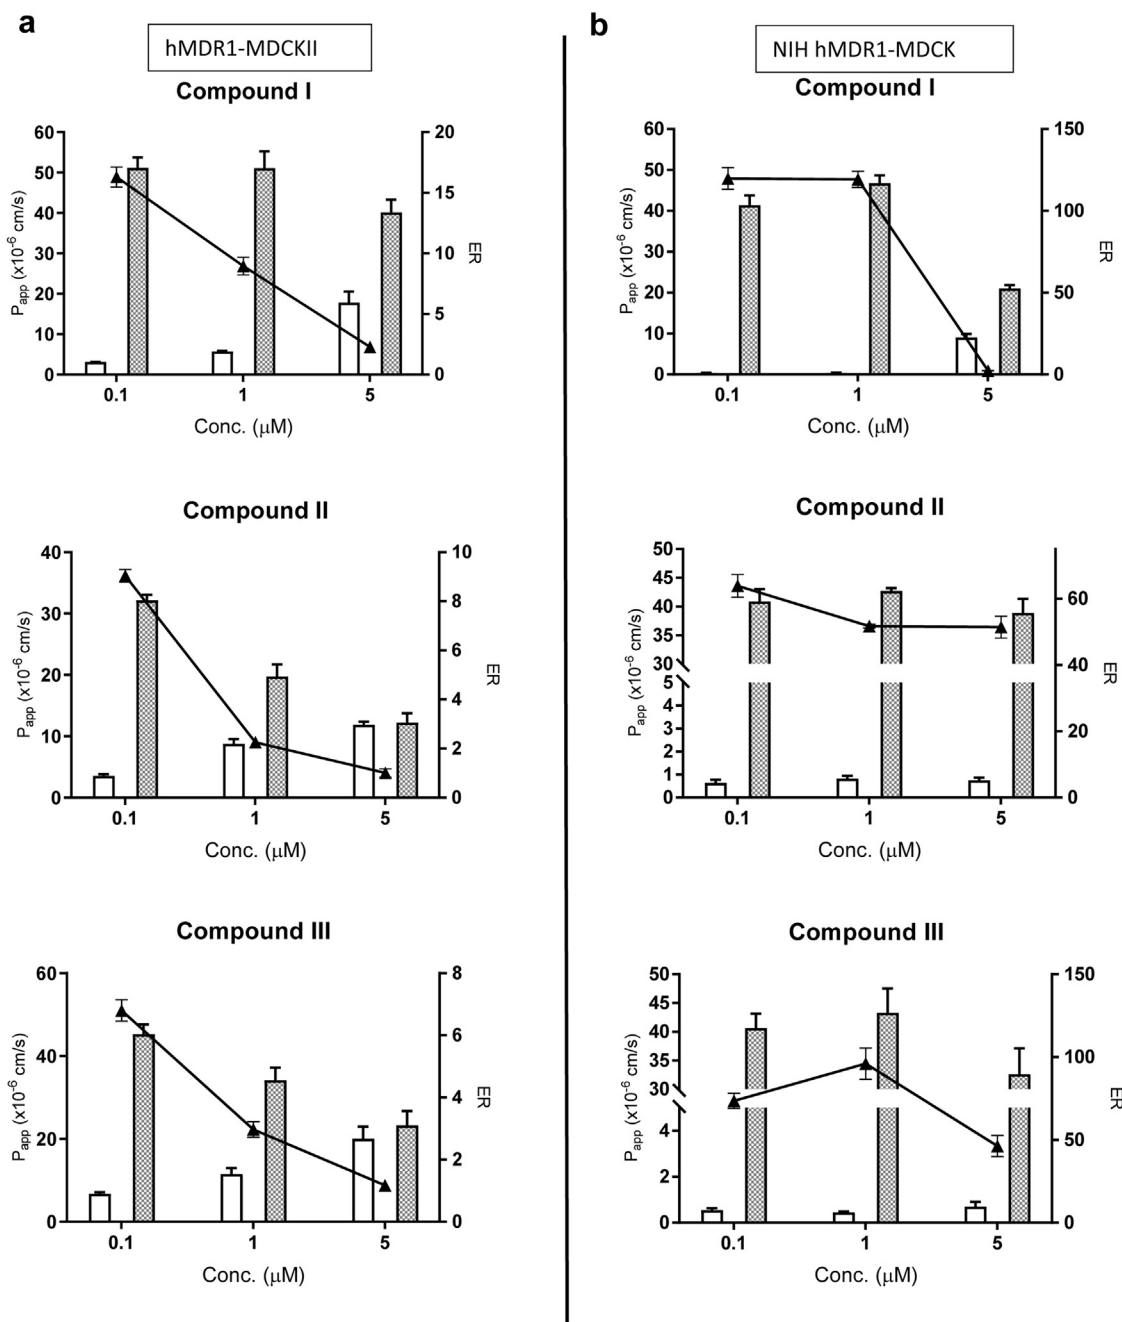 a
hMDR1-MDCKII
Compound I
60
50
40
30
20
10
0
Papp (x10-6 cm/s)
20
15
10
5
0
ER
0.1 1 5
Conc. (μM)
Compound II
40
30
20
10
0
Papp (x10-6 cm/s)
10
8
6
4
2
0
ER
0.1 1 5
Conc. (μM)
Compound III
60
40
20
0
Papp (x10-6 cm/s)
8
6
4
2
0
ER
0.1 1 5
Conc. (μM)
b
NIH hMDR1-MDCK
Compound I
60
50
40
30
20
10
0
Papp (x10-6 cm/s)
150
100
50
0
ER
0.1 1 5
Conc. (μM)
Compound II
50
45
40
35
30
5
4
3
2
1
0
Papp (x10-6 cm/s)
60
40
20
0
ER
0.1 1 5
Conc. (μM)
Compound III
50
45
40
35
30
4
2
0
Papp (x10-6 cm/s)
150
100
50
0
ER
0.1 1 5
Conc. (μM)